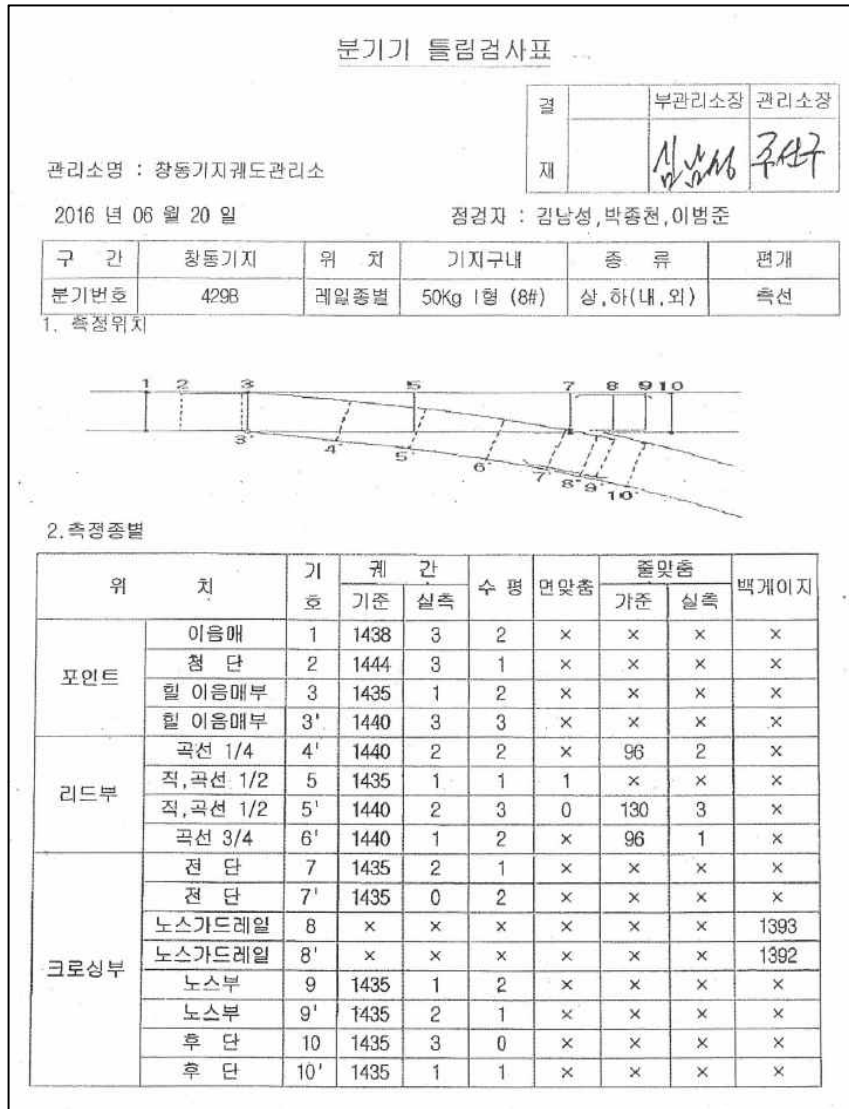 분기기 틀림검사표
결 재 부관리소장 관리소장
관리소명 : 창동기지궤도관리소
2016 년 06 월 20 일 점검자 : 김남성,박종천,이범준
구 간 창동기지 위 치 기지구내 종 류 편개
분기번호 429B 레일종별 50Kg I형 (8#) 상,하(내,외) 측선
1. 측정위치
1 2 3 5 7 8 9 10
3' 4' 5' 6' 7' 8' 9' 10'
2.측정종별
위 치 기호 궤 간 수 평 면맞춤 줄맞춤 백게이지
기준 실측 가준 실측
포인트 이음매 1 1438 3 2 × × × ×
첨 단 2 1444 3 1 × × × ×
힐 이음매부 3 1435 1 2 × × × ×
힐 이음매부 3' 1440 3 3 × × × ×
리드부 곡선 1/4 4' 1440 2 2 × 96 2 ×
직,곡선 1/2 5 1435 1 1 1 × × ×
직,곡선 1/2 5' 1440 2 3 0 130 3 ×
곡선 3/4 6' 1440 1 2 × 96 1 ×
크로싱부 전 단 7 1435 2 1 × × × ×
전 단 7' 1435 0 2 × × × ×
노스가드레일 8 × × × × × × 1393
노스가드레일 8' × × × × × × 1392
노스부 9 1435 1 2 × × × ×
노스부 9' 1435 2 1 × × × ×
후 단 10 1435 3 0 × × × ×
후 단 10' 1435 1 1 × × × ×